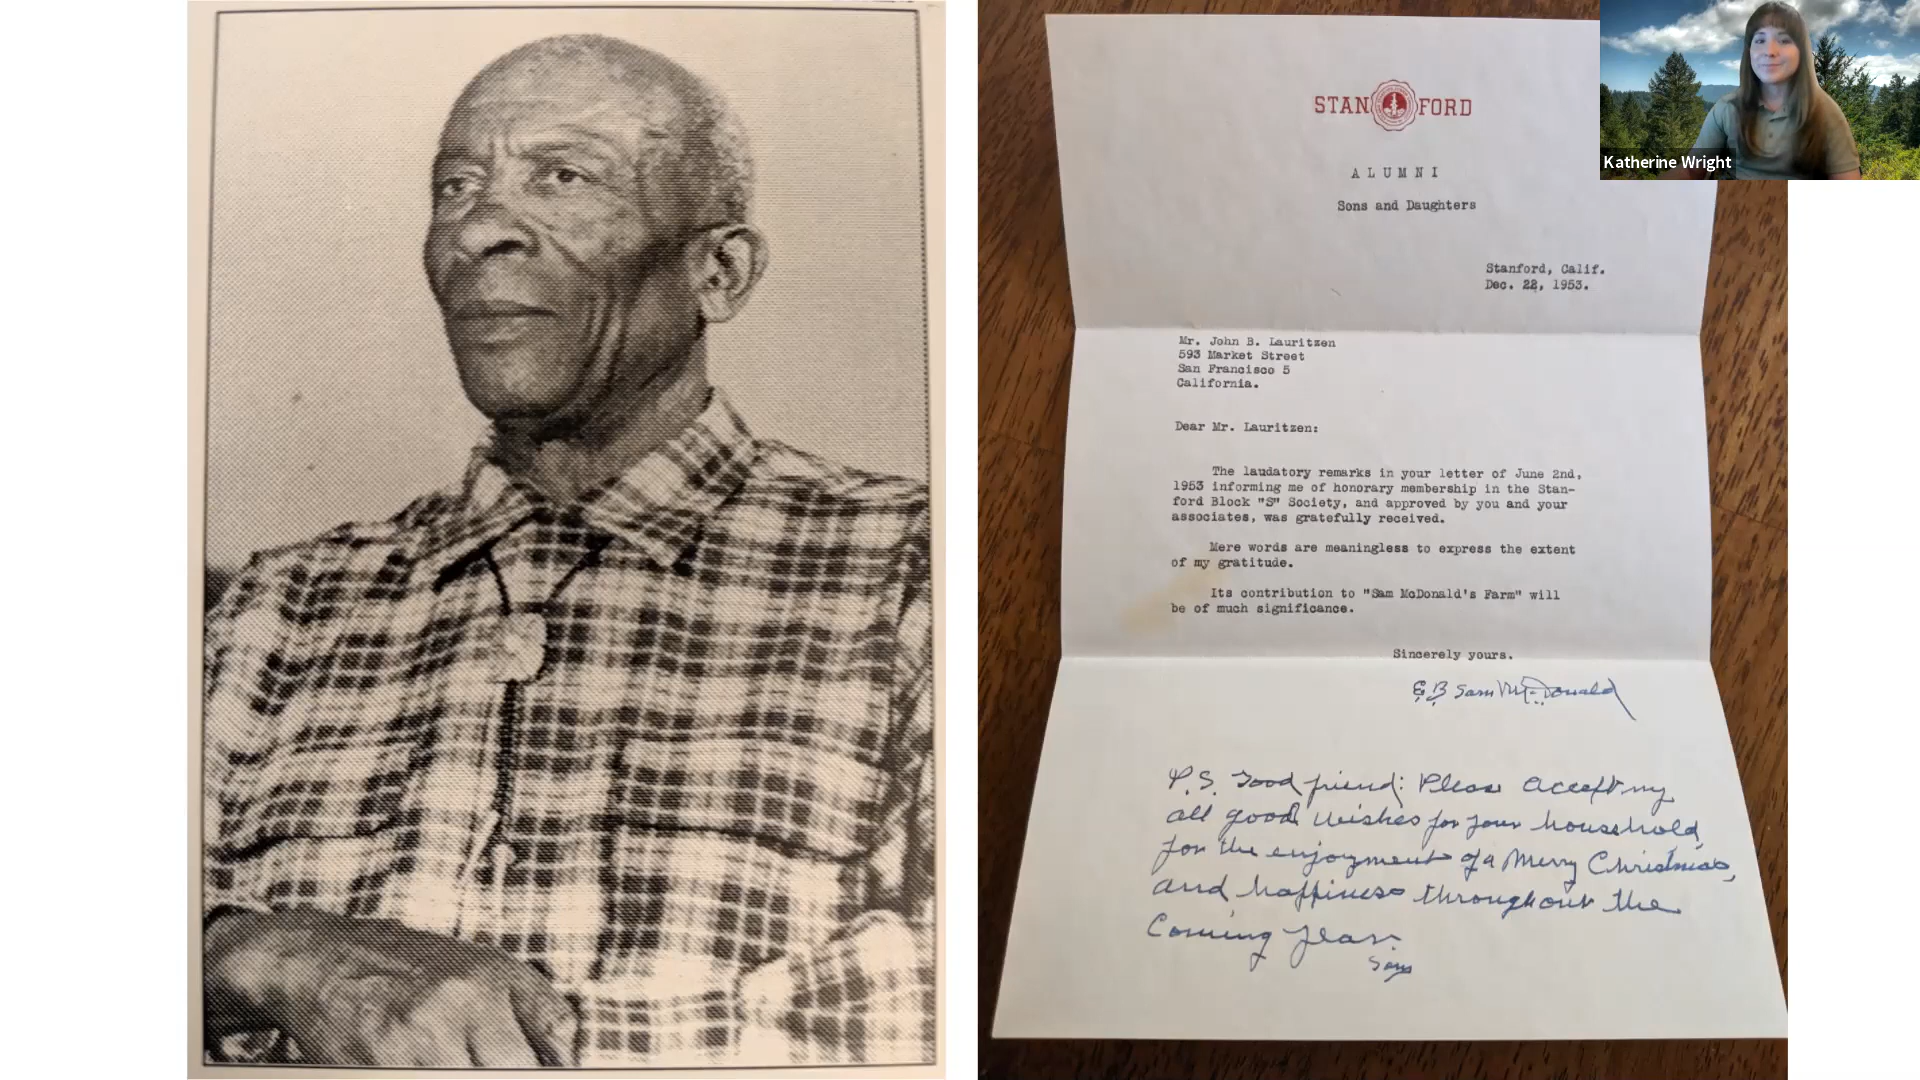 STANFORD
ALUMNI
Sons and Daughters
Stanford, Calif.
Dec. 22, 1953.
Mr. John B. Lauritzen
593 Market Street
San Francisco 5
California.
Dear Mr. Lauritzen:
The laudatory remarks in your letter of June 2nd,
1953 informing me of honorary membership in the Stan-
ford Block "S" Society, and approved by you and your
associates, was gratefully received.
Mere words are meaningless to express the extent
of my gratitude.
Its contribution to "Sam McDonald's Farm" will
be of much significance.
Sincerely yours.
E.B. Sam McDonald
P.S. Good friend: Please accept my
all good wishes for your household,
for the enjoyment of a Merry Christmas,
and happiness throughout the
Coming year.
Sam
Katherine Wright